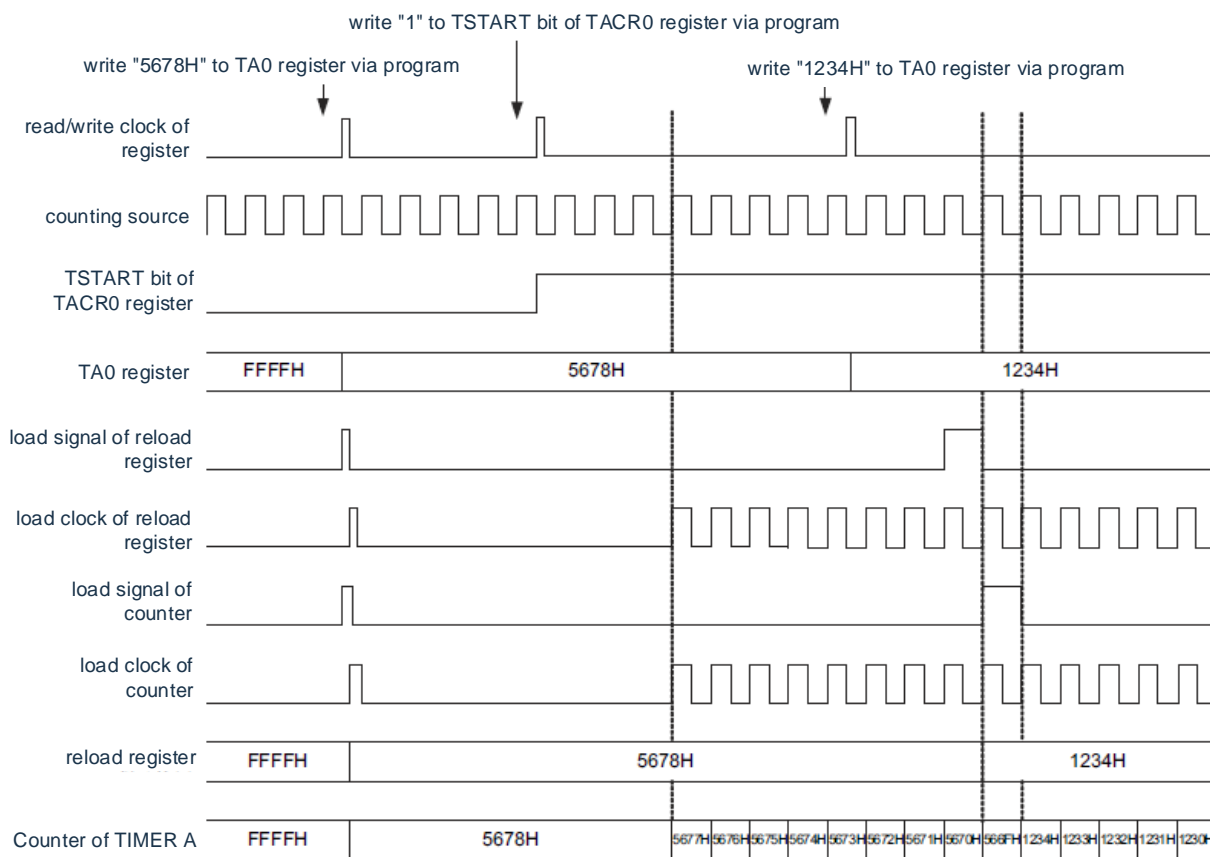 write "1" to TSTART bit of TACR0 register via program
write "5678H" to TA0 register via program
write "1234H" to TA0 register via program
read/write clock of
register
counting source
TSTART bit of
TACR0 register
TA0 register
FFFFH
5678H
1234H
load signal of reload
register
load clock of reload
register
load signal of
counter
load clock of
counter
reload register
FFFFH
5678H
1234H
Counter of TIMER A
FFFFH
5678H
5677H
5676H
5675H
5674H
5673H
5672H
5671H
5670H
566FH
1234H
1233H
1232H
1231H
1230H